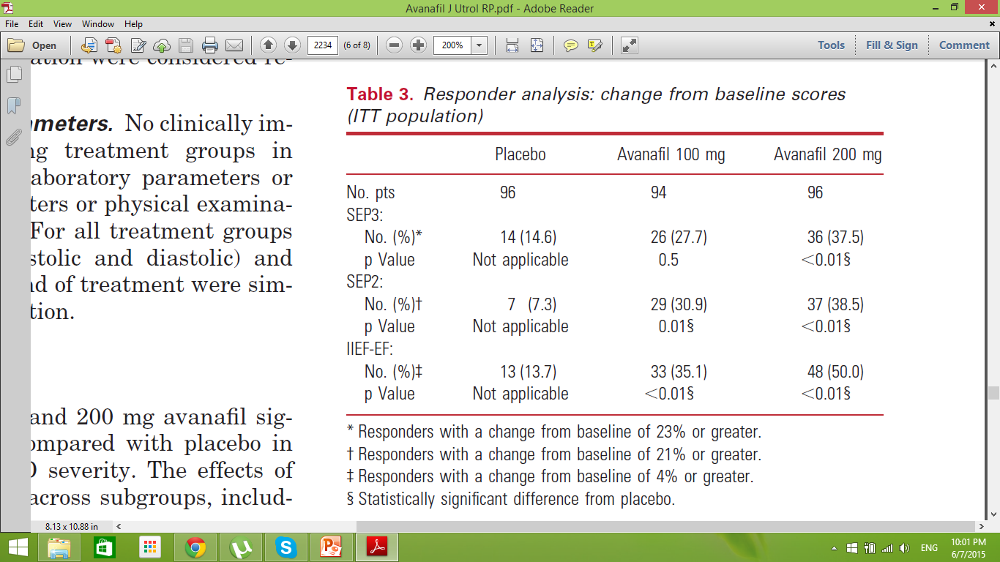 Avanafil J Utrol RP.pdf - Adobe Reader
File Edit View Window Help
Open 2234 (6 of 8) 200% Tools Fill & Sign Comment
ation were considered re-
ameters. No clinically im-
ng treatment groups in
aboratory parameters or
ters or physical examina-
For all treatment groups
stolic and diastolic) and
nd of treatment were sim-
tion.
and 200 mg avanafil sig-
ompared with placebo in
D severity. The effects of
across subgroups, includ-
Table 3. Responder analysis: change from baseline scores
(ITT population)
Placebo Avanafil 100 mg Avanafil 200 mg
No. pts 96 94 96
SEP3:
No. (%)* 14 (14.6) 26 (27.7) 36 (37.5)
p Value Not applicable 0.5 <0.01§
SEP2:
No. (%)† 7 (7.3) 29 (30.9) 37 (38.5)
p Value Not applicable 0.01§ <0.01§
IIEF-EF:
No. (%)‡ 13 (13.7) 33 (35.1) 48 (50.0)
p Value Not applicable <0.01§ <0.01§
* Responders with a change from baseline of 23% or greater.
† Responders with a change from baseline of 21% or greater.
‡ Responders with a change from baseline of 4% or greater.
§ Statistically significant difference from placebo.
8.13 x 10.88 in
ENG 10:01 PM
6/7/2015